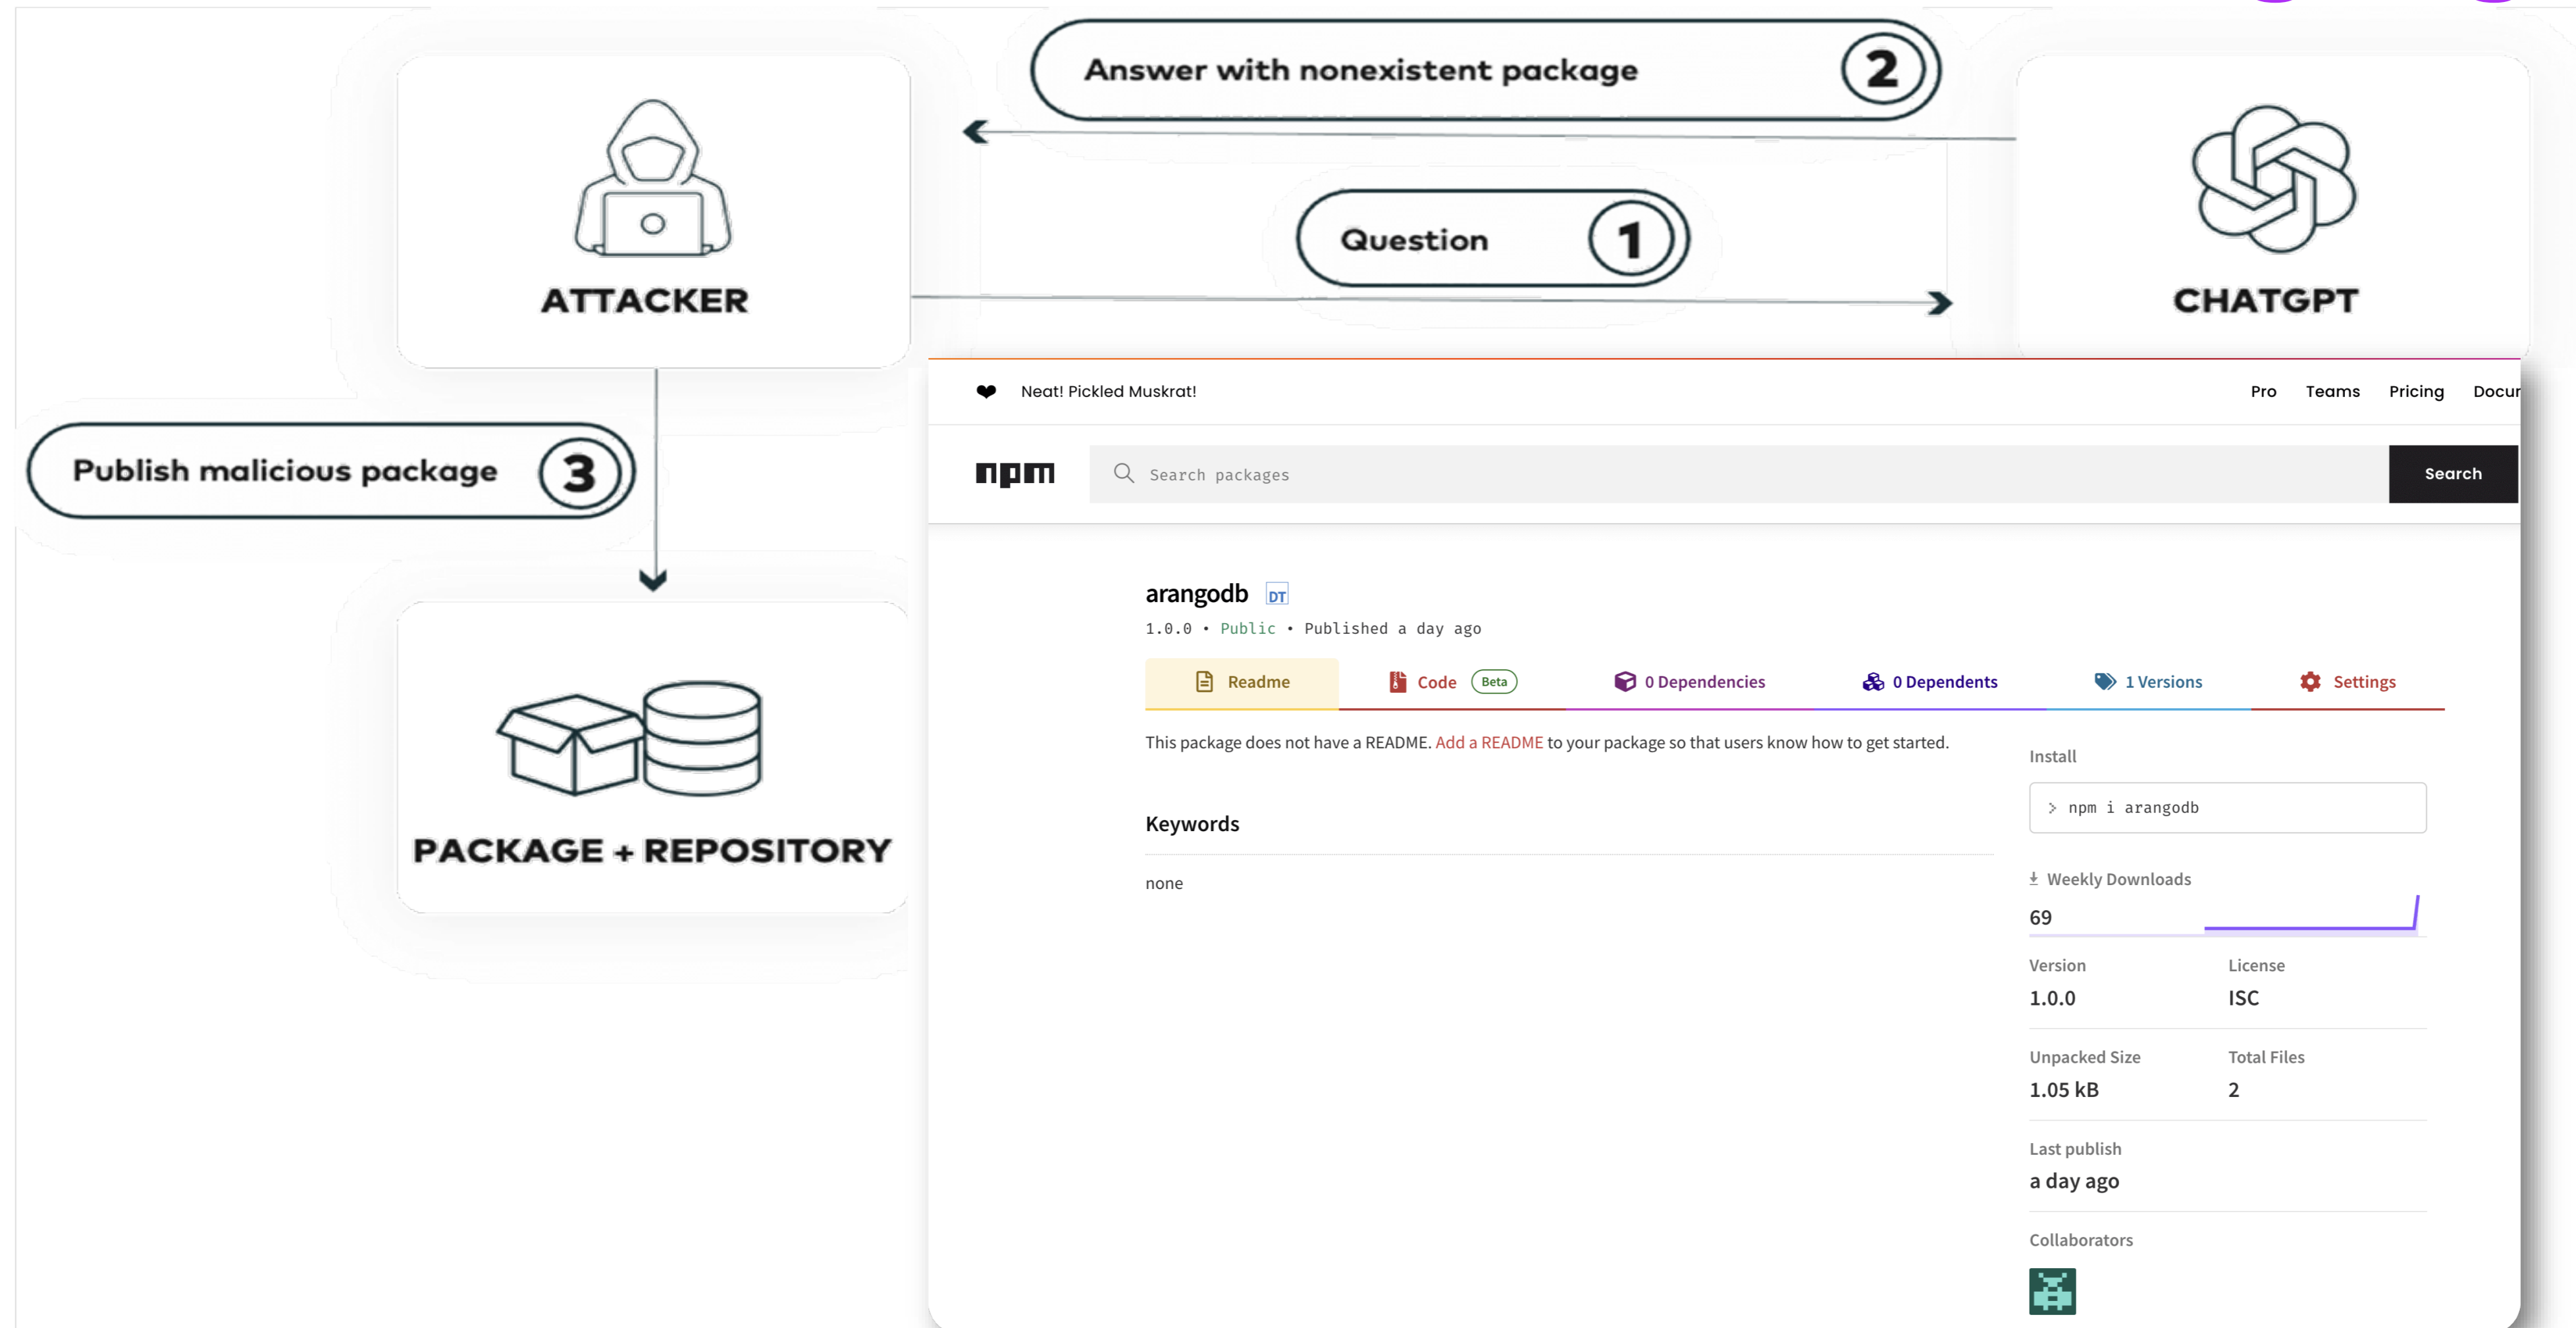 Answer with nonexistent package 2
Question 1
ATTACKER
CHATGPT
Publish malicious package 3
PACKAGE + REPOSITORY
❤ Neat! Pickled Muskrat!
Pro Teams Pricing Docur
npm Search packages Search
arangodb DT
1.0.0 • Public • Published a day ago
Readme Code Beta 0 Dependencies 0 Dependents 1 Versions Settings
This package does not have a README. Add a README to your package so that users know how to get started.
Keywords
none
Install
> npm i arangodb
Weekly Downloads
69
Version License
1.0.0 ISC
Unpacked Size Total Files
1.05 kB 2
Last publish
a day ago
Collaborators